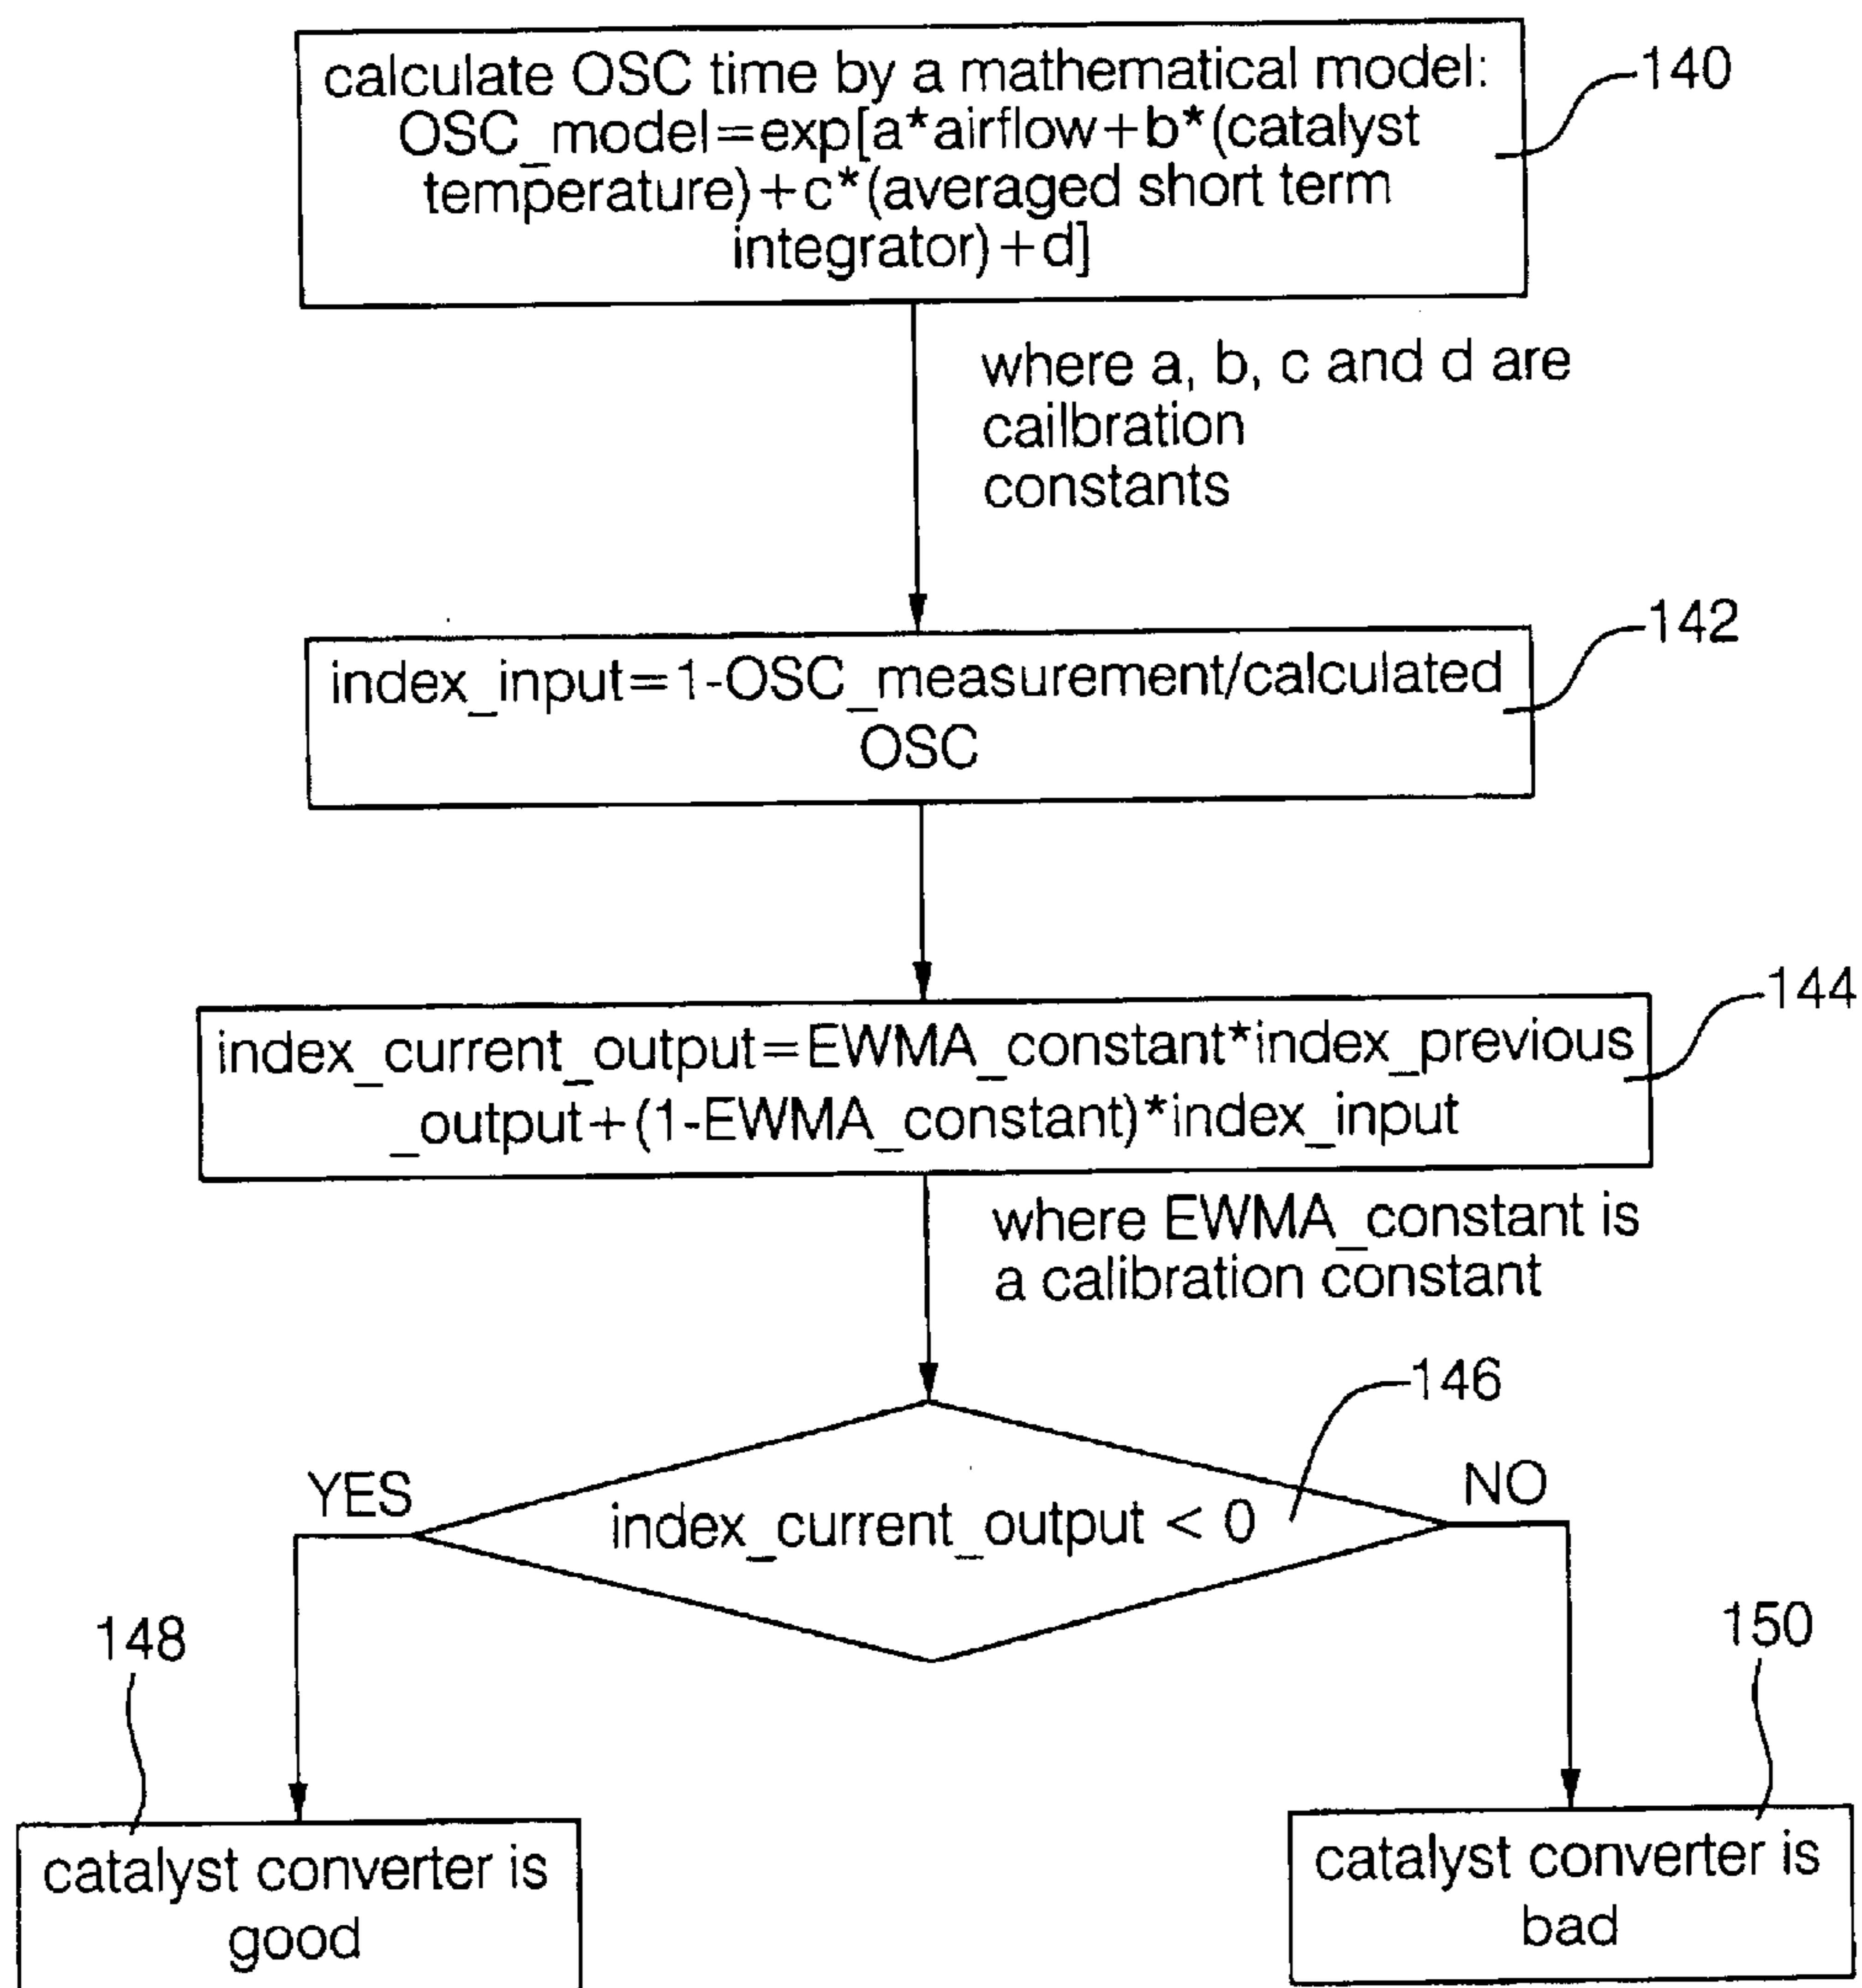 calculate OSC time by a mathematical model:
OSC_model=exp[a*airflow+b*(catalyst
temperature)+c*(averaged short term
integrator)+d]
140
where a, b, c and d are
cailbration
constants
142
index_input=1-OSC_measurement/calculated
OSC
144
index_current_output=EWMA_constant*index_previous
_output+(1-EWMA_constant)*index_input
where EWMA_constant is
a calibration constant
146
YES
index_current_output < 0
NO
148
150
catalyst converter is
good
catalyst converter is
bad